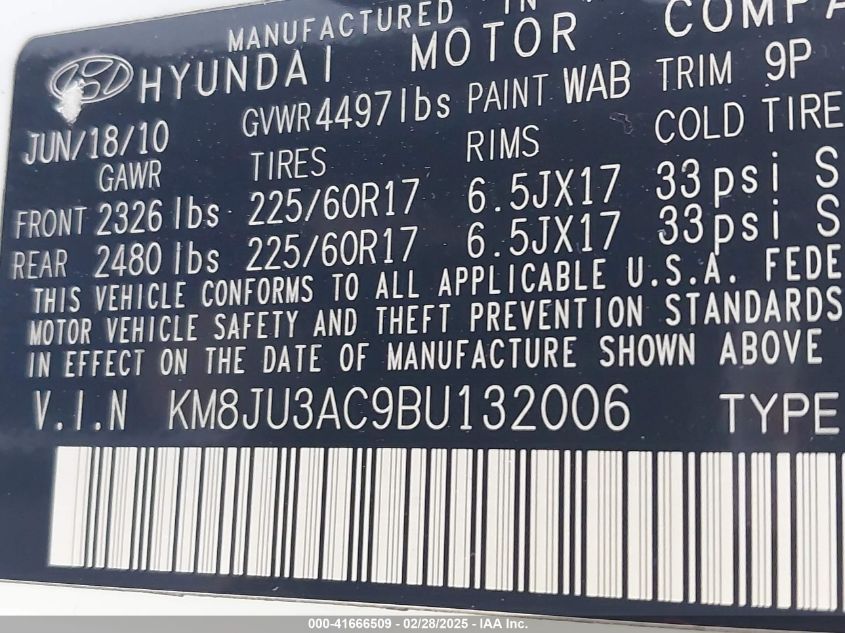 MANUFACTURED IN
HYUNDAI MOTOR COMPA
JUN/18/10 GVWR 4497lbs PAINT WAB TRIM 9P
GAWR TIRES RIMS COLD TIRE
FRONT 2326 lbs 225/60R17 6.5JX17 33psi S
REAR 2480 lbs 225/60R17 6.5JX17 33psi S
THIS VEHICLE CONFORMS TO ALL APPLICABLE U.S.A. FEDE
MOTOR VEHICLE SAFETY AND THEFT PREVENTION STANDARDS
IN EFFECT ON THE DATE OF MANUFACTURE SHOWN ABOVE
V.I.N KM8JU3AC9BU132006 TYPE
000-41666509 - 02/28/2025 - IAA Inc.